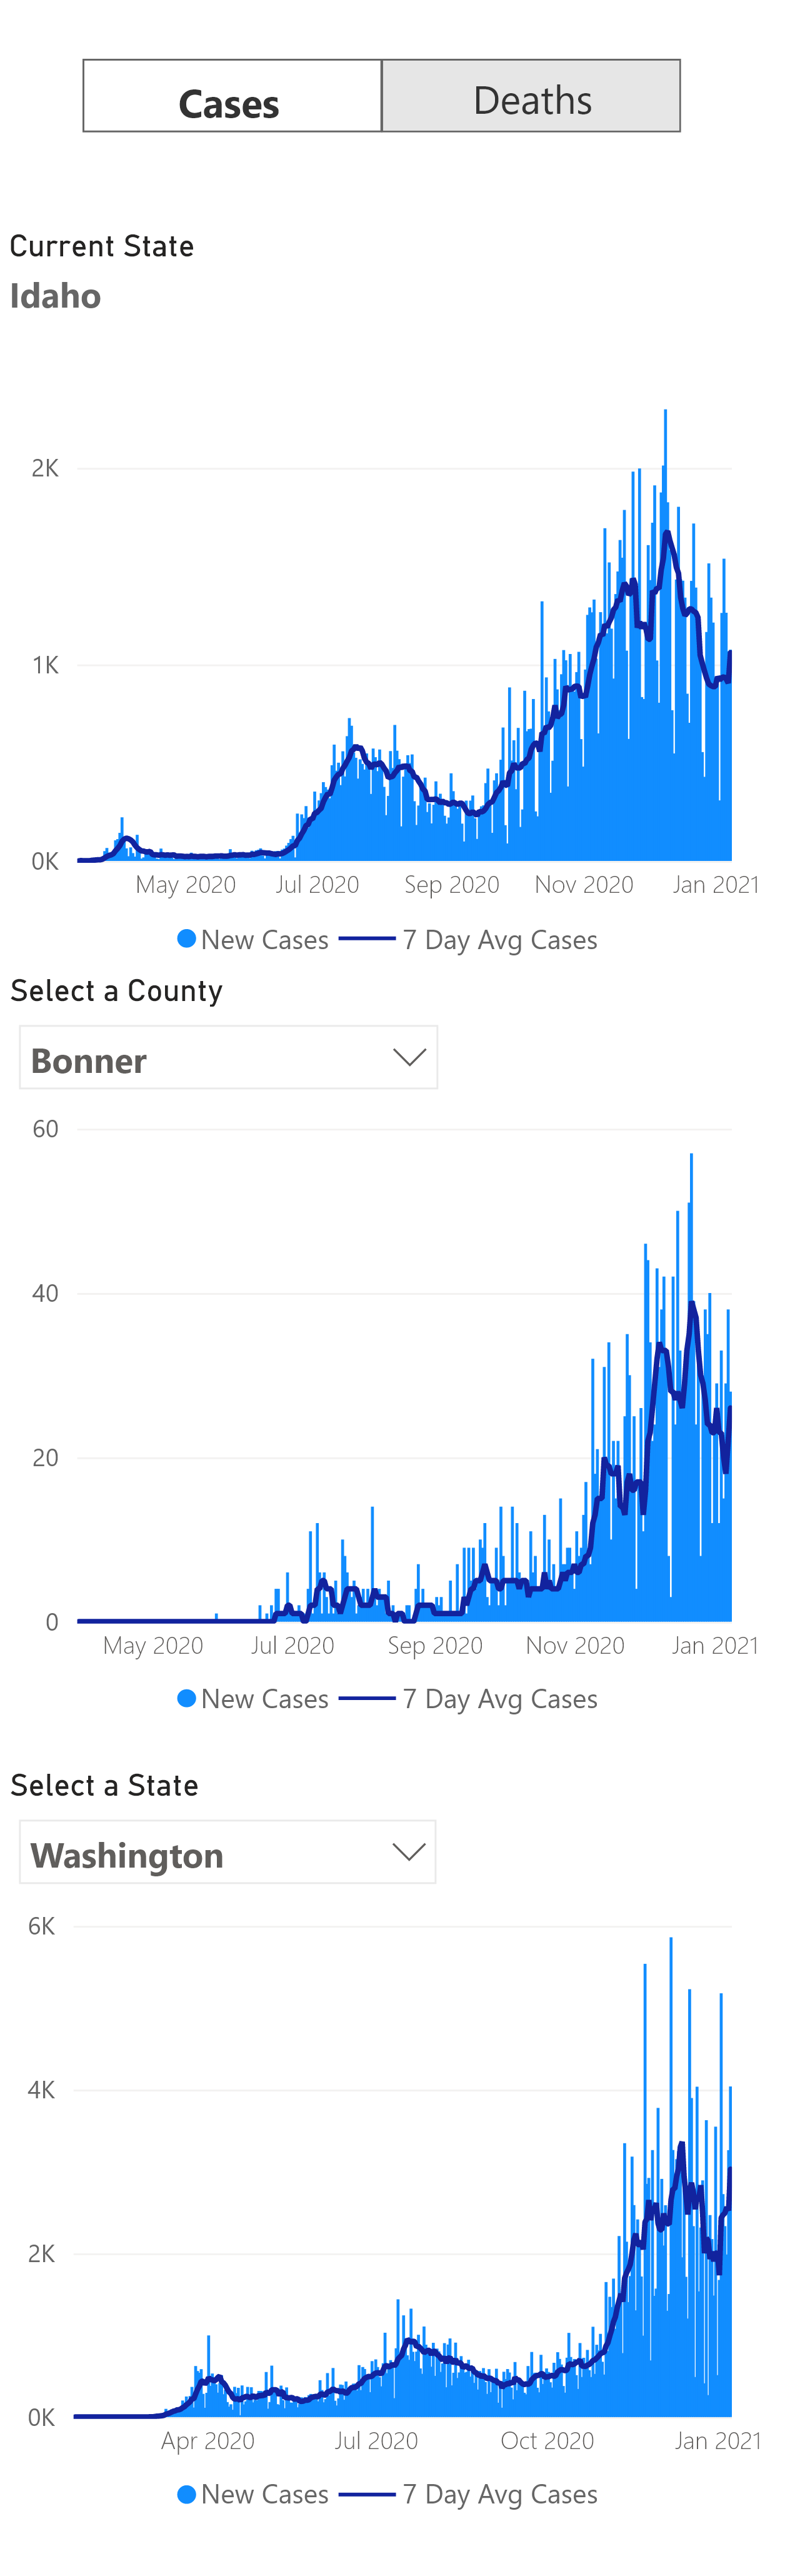 Cases Deaths
Current State
Idaho
2K
1K
0K
May 2020 Jul 2020 Sep 2020 Nov 2020 Jan 2021
New Cases 7 Day Avg Cases
Select a County
Bonner
60
40
20
0
May 2020 Jul 2020 Sep 2020 Nov 2020 Jan 2021
New Cases 7 Day Avg Cases
Select a State
Washington
6K
4K
2K
0K
Apr 2020 Jul 2020 Oct 2020 Jan 2021
New Cases 7 Day Avg Cases